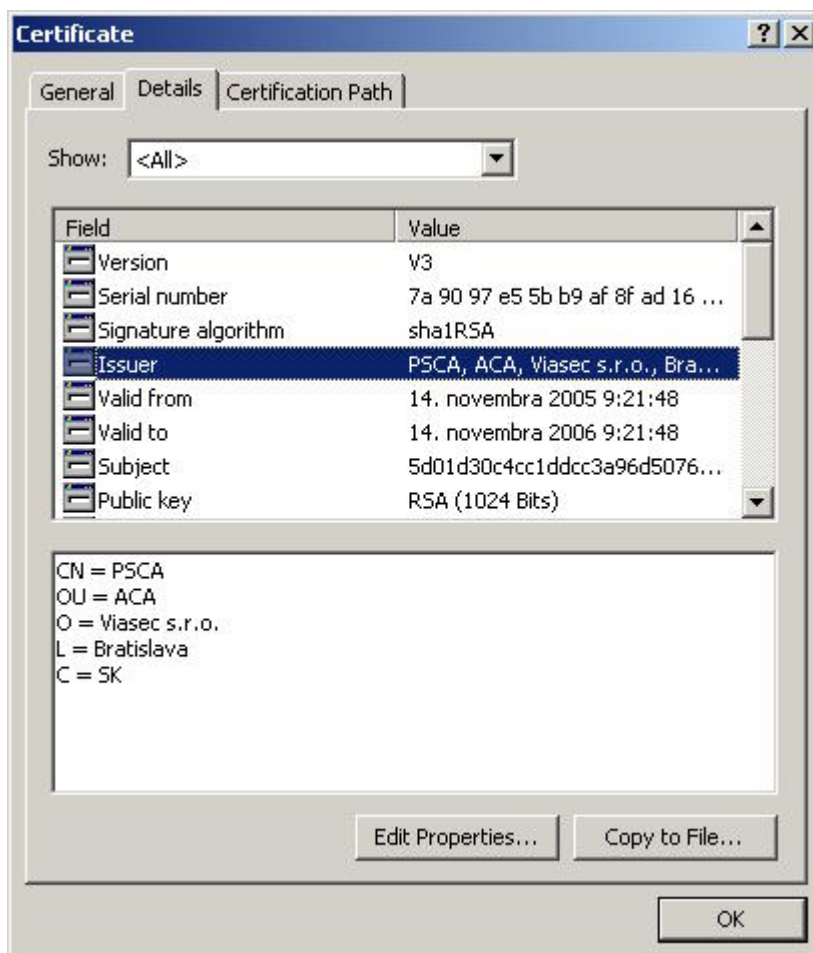 Certificate
General Details Certification Path
Show: <All>
Field Value
Version V3
Serial number 7a 90 97 e5 5b b9 af 8f ad 16 ...
Signature algorithm sha1RSA
Issuer PSCA, ACA, Viasec s.r.o., Bra...
Valid from 14. novembra 2005 9:21:48
Valid to 14. novembra 2006 9:21:48
Subject 5d01d30c4cc1ddcc3a96d5076...
Public key RSA (1024 Bits)
CN = PSCA
OU = ACA
O = Viasec s.r.o.
L = Bratislava
C = SK
Edit Properties... Copy to File...
OK